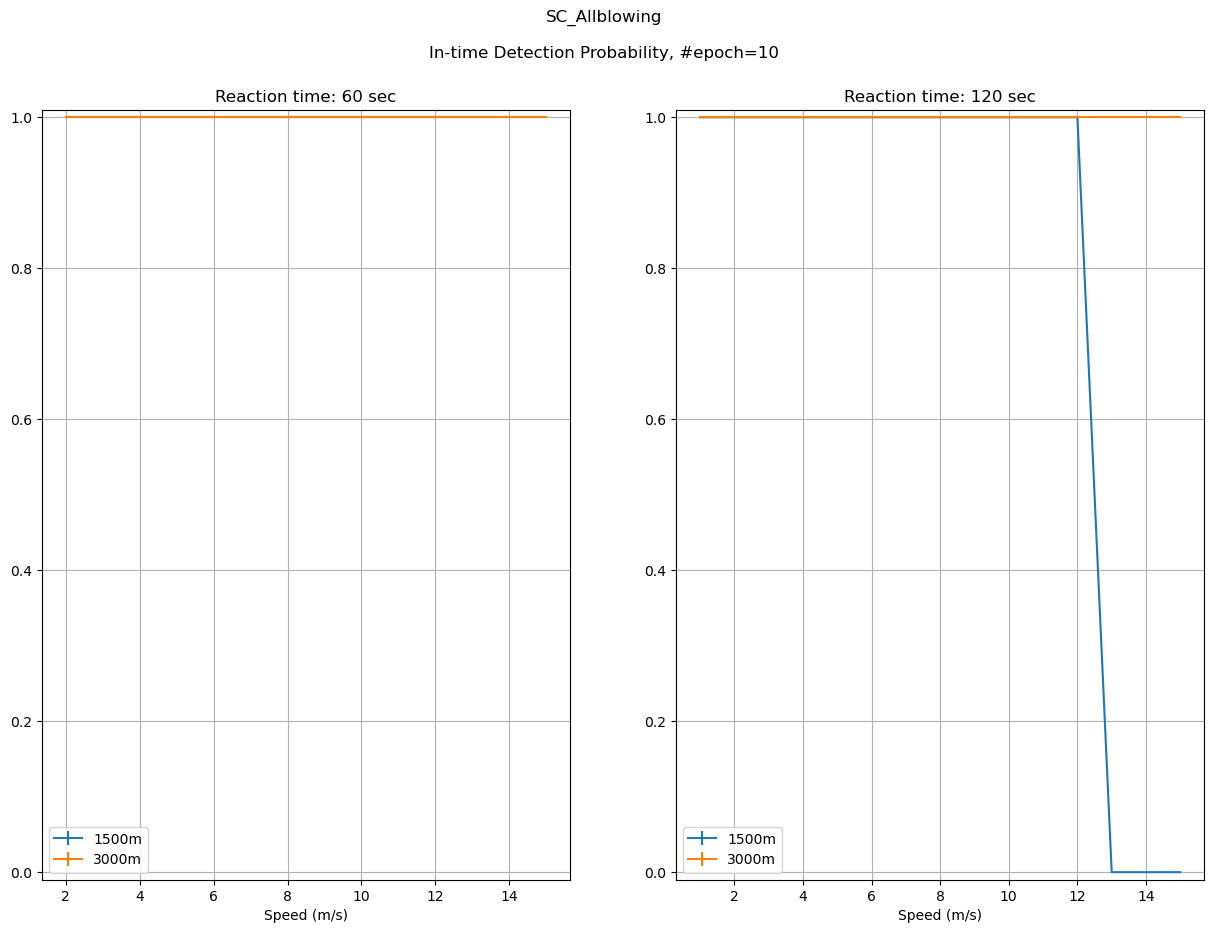 SC_Allblowing
In-time Detection Probability, #epoch=10
Reaction time: 60 sec
1.0
0.8
0.6
0.4
0.2
0.0
1500m
3000m
2 4 6 8 10 12 14
Speed (m/s)
Reaction time: 120 sec
1.0
0.8
0.6
0.4
0.2
0.0
1500m
3000m
2 4 6 8 10 12 14
Speed (m/s)